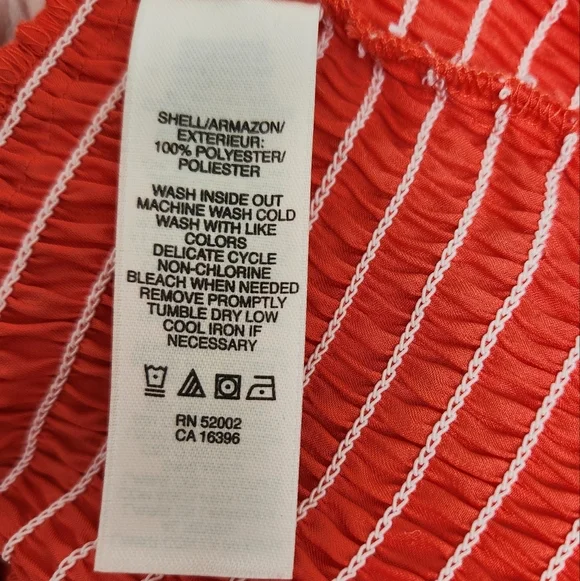 SHELL/ARMAZON/
EXTERIEUR:
100% POLYESTER/
POLIESTER
WASH INSIDE OUT
MACHINE WASH COLD
WASH WITH LIKE
COLORS
DELICATE CYCLE
NON-CHLORINE
BLEACH WHEN NEEDED
REMOVE PROMPTLY
TUMBLE DRY LOW
COOL IRON IF
NECESSARY
RN 52002
CA 16396